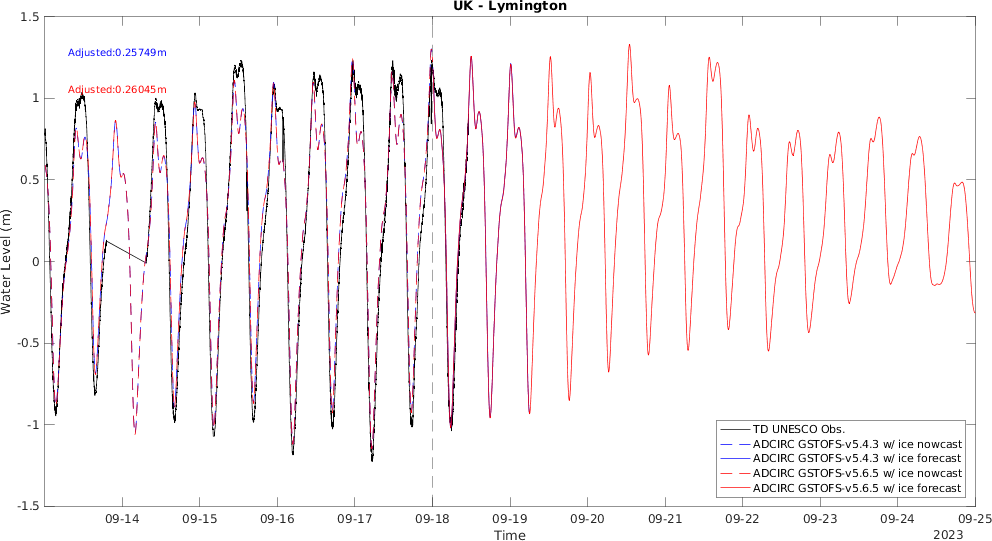 UK - Lymington
Adjusted:0.25749m
Adjusted:0.26045m
1.5
1
0.5
0
-0.5
-1
-1.5
Water Level (m)
TD UNESCO Obs.
ADCIRC GSTOFS-v5.4.3 w/ ice nowcast
ADCIRC GSTOFS-v5.4.3 w/ ice forecast
ADCIRC GSTOFS-v5.6.5 w/ ice nowcast
ADCIRC GSTOFS-v5.6.5 w/ ice forecast
09-14 09-15 09-16 09-17 09-18 09-19 09-20 09-21 09-22 09-23 09-24 09-25
Time
2023